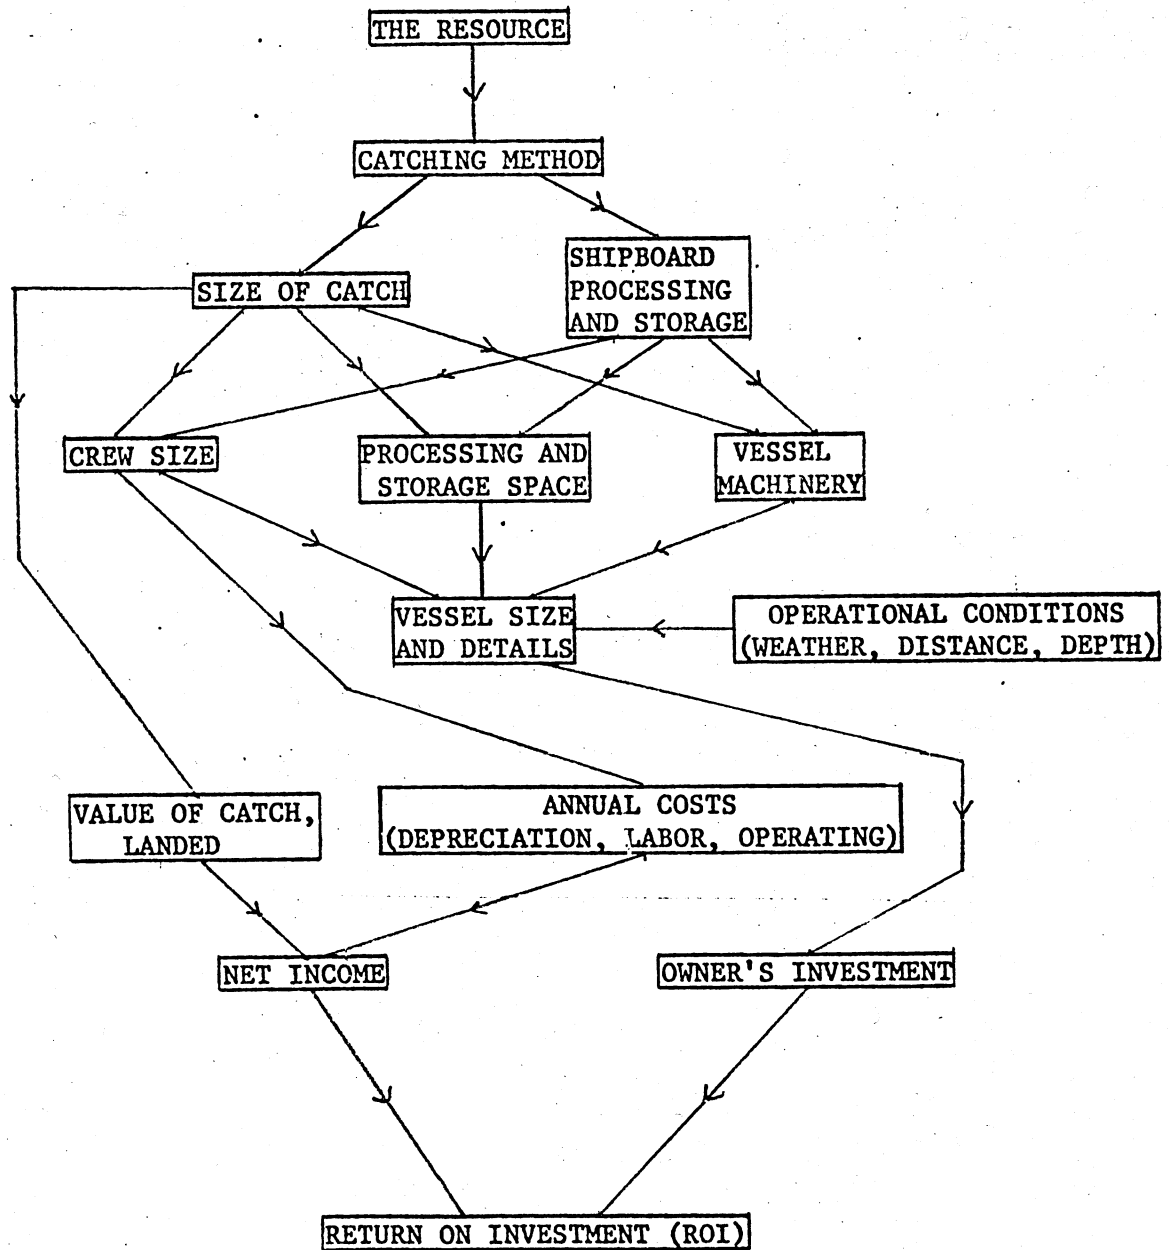 THE RESOURCE
CATCHING METHOD
SHIPBOARD
PROCESSING
AND STORAGE
SIZE OF CATCH
CREW SIZE
PROCESSING AND
STORAGE SPACE
VESSEL
MACHINERY
VESSEL SIZE
AND DETAILS
OPERATIONAL CONDITIONS
(WEATHER, DISTANCE, DEPTH)
VALUE OF CATCH,
LANDED
ANNUAL COSTS
(DEPRECIATION, LABOR, OPERATING)
NET INCOME
OWNER'S INVESTMENT
RETURN ON INVESTMENT (ROI)